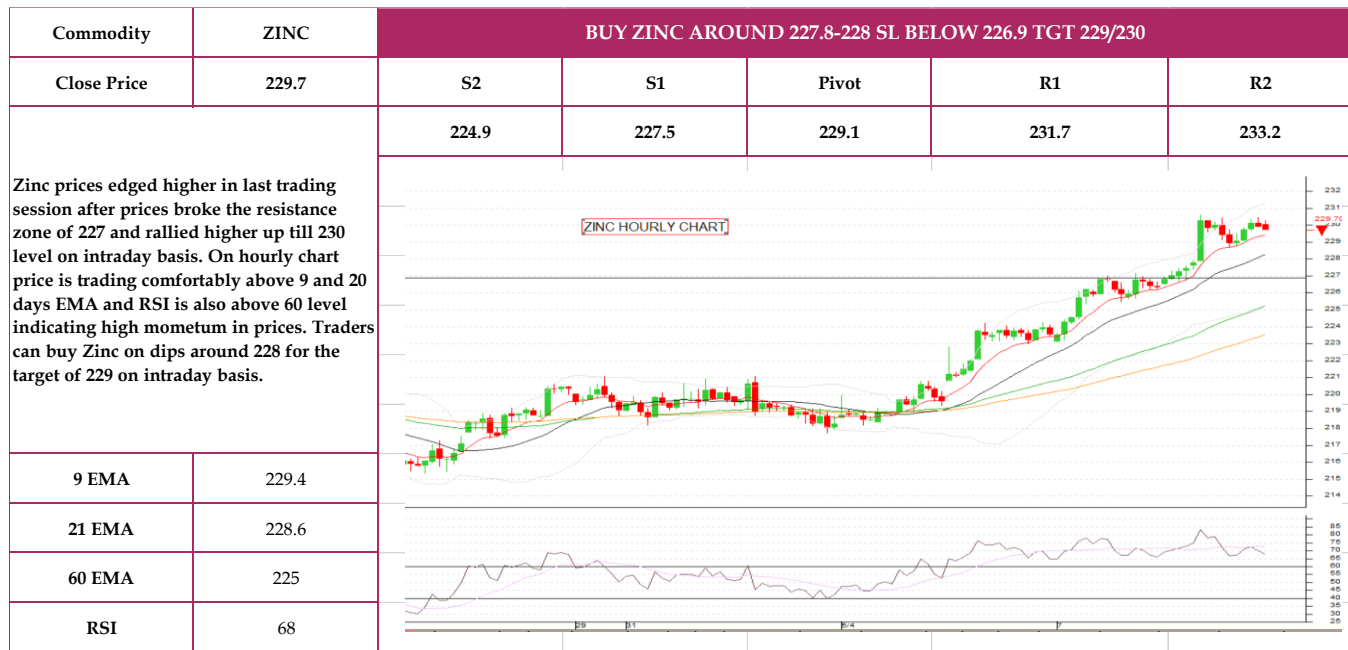 Commodity ZINC BUY ZINC AROUND 227.8-228 SL BELOW 226.9 TGT 229/230
Close Price 229.7 S2 S1 Pivot R1 R2
224.9 227.5 229.1 231.7 233.2
Zinc prices edged higher in last trading
session after prices broke the resistance
zone of 227 and rallied higher up till 230
level on intraday basis. On hourly chart
price is trading comfortably above 9 and 20
days EMA and RSI is also above 60 level
indicating high mometum in prices. Traders
can buy Zinc on dips around 228 for the
target of 229 on intraday basis.
9 EMA 229.4
21 EMA 228.6
60 EMA 225
RSI 68
ZINC HOURLY CHART
232
231
229.70
230
229
228
227
226
225
224
223
222
221
220
219
218
217
216
215
214
85
80
75
70
65
60
55
50
45
40
35
30
25
29 31 5/4 7